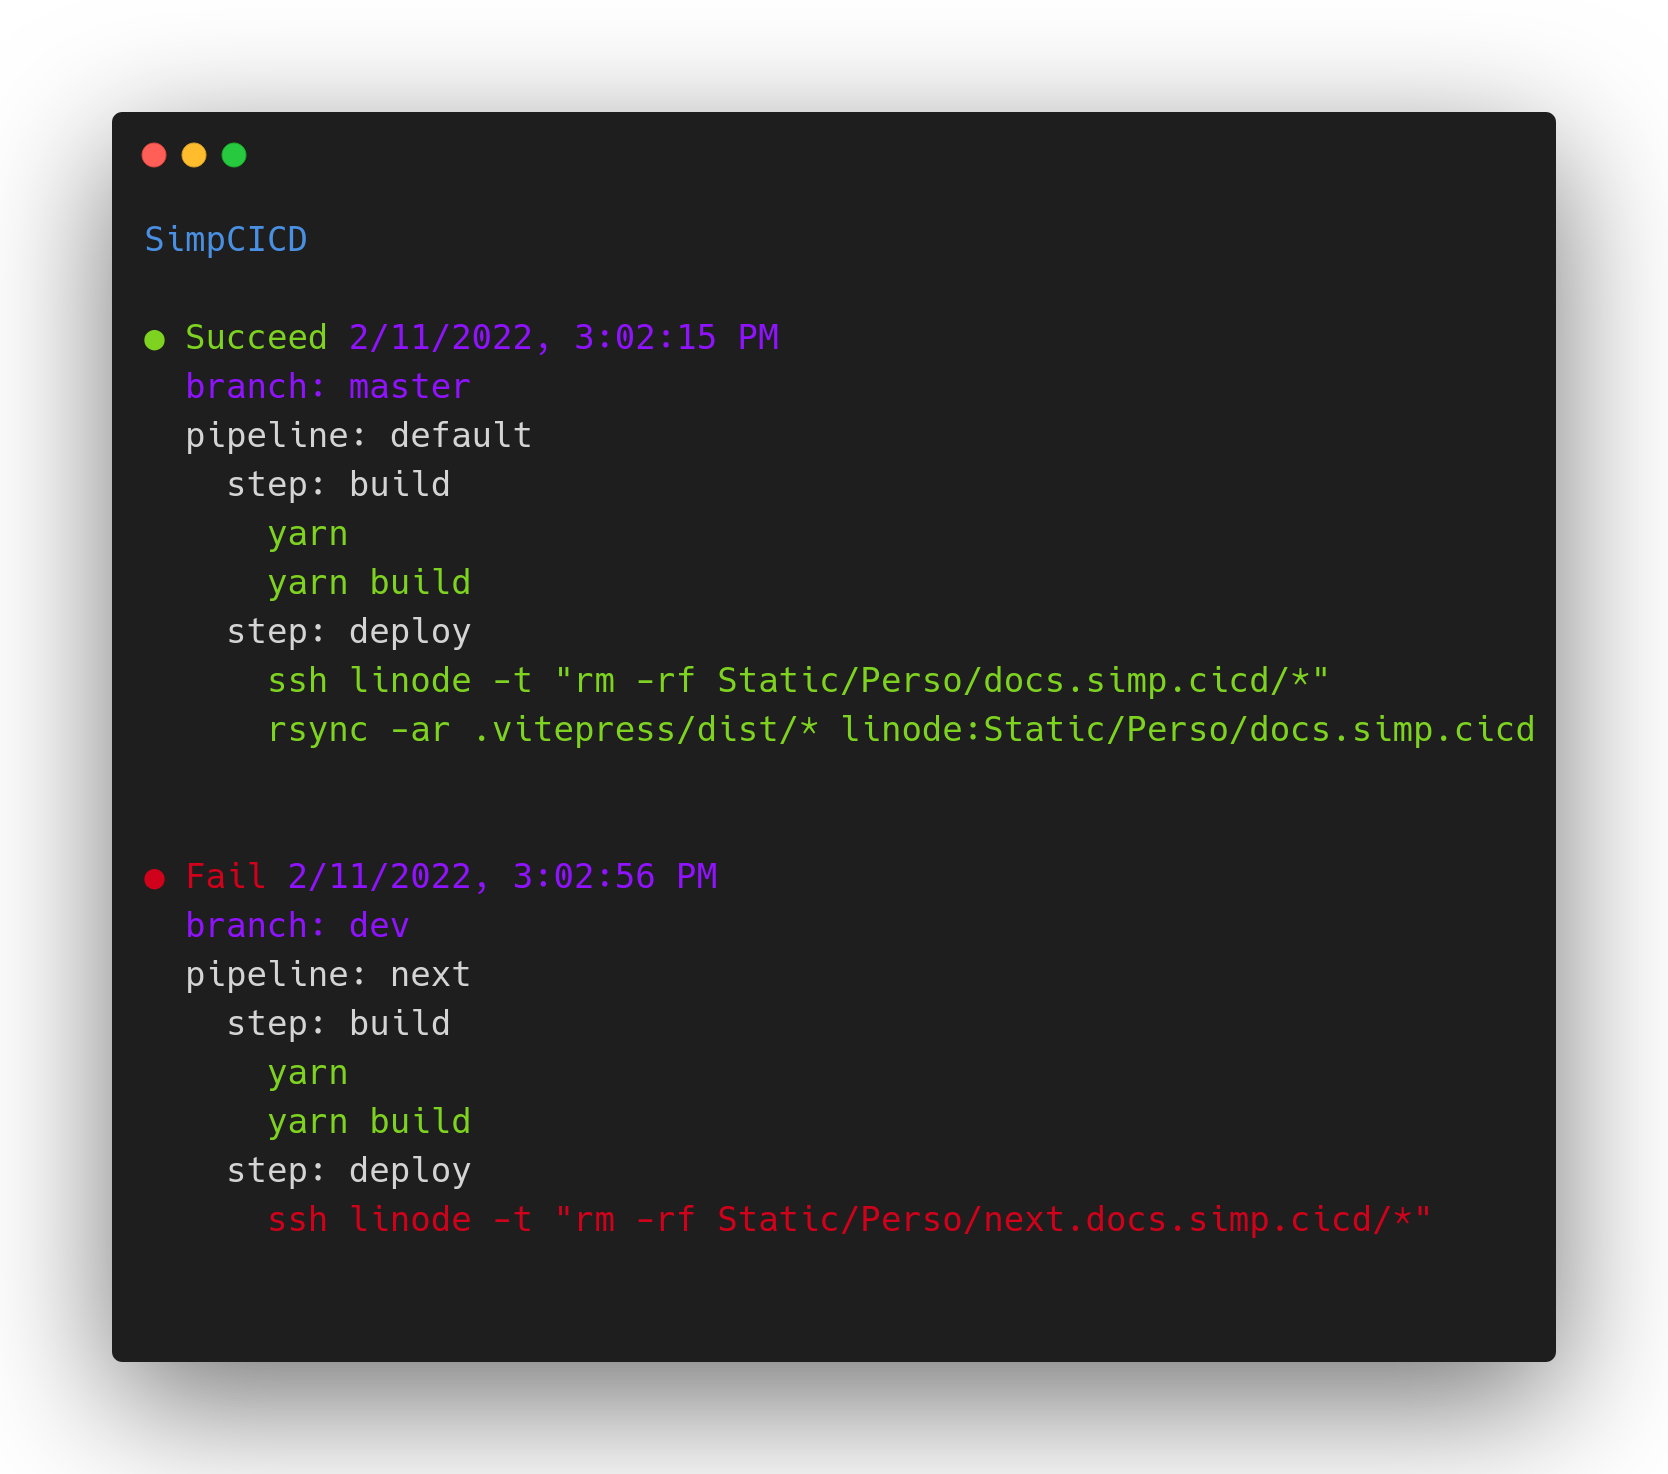 SimpCICD
● Succeed 2/11/2022, 3:02:15 PM
branch: master
pipeline: default
step: build
yarn
yarn build
step: deploy
ssh linode -t "rm -rf Static/Perso/docs.simp.cicd/*"
rsync -ar .vitepress/dist/* linode:Static/Perso/docs.simp.cicd
● Fail 2/11/2022, 3:02:56 PM
branch: dev
pipeline: next
step: build
yarn
yarn build
step: deploy
ssh linode -t "rm -rf Static/Perso/next.docs.simp.cicd/*"